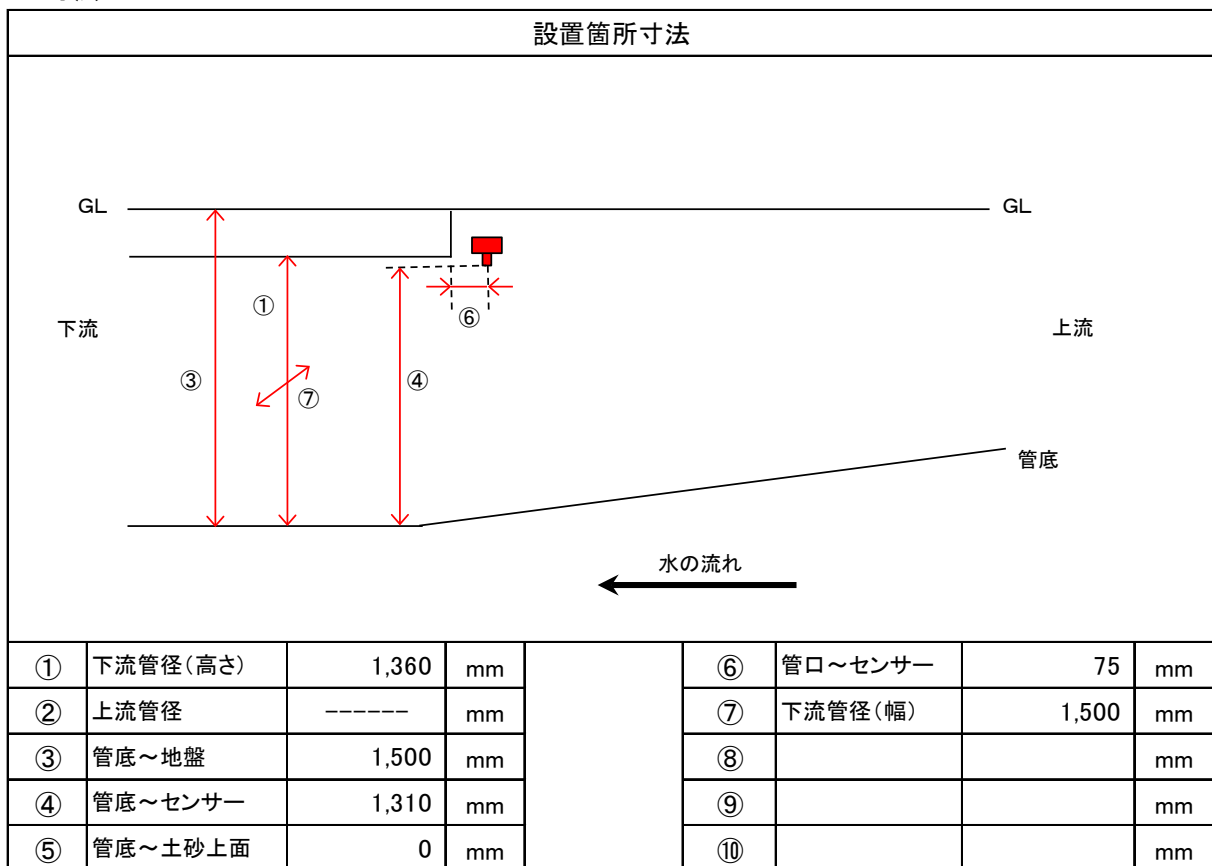 設置箇所寸法
GL
GL
①
⑥
下流
上流
③
⑦
④
管底
水の流れ
① 下流管径(高さ) 1,360 mm ⑥ 管口～センサー 75 mm
② 上流管径 ------ mm ⑦ 下流管径(幅) 1,500 mm
③ 管底～地盤 1,500 mm ⑧ mm
④ 管底～センサー 1,310 mm ⑨ mm
⑤ 管底～土砂上面 0 mm ⑩ mm